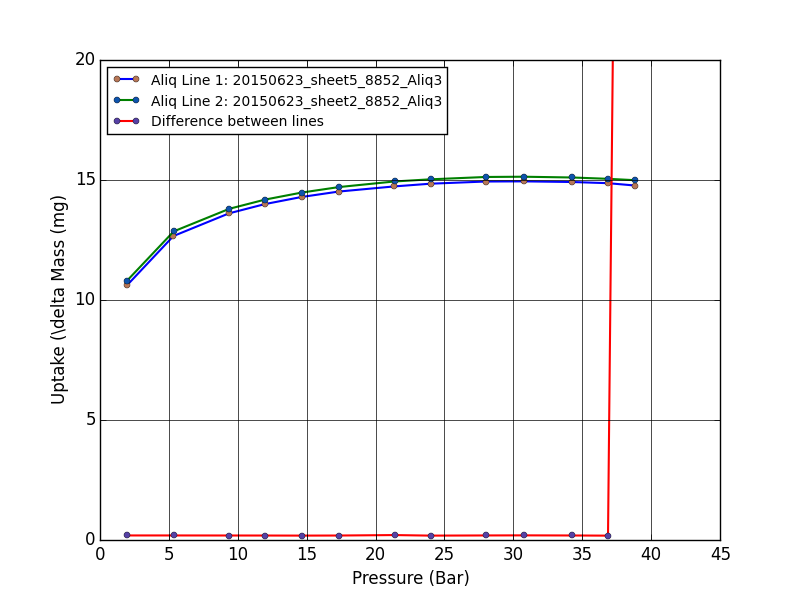 20
15
10
5
0
0 5 10 15 20 25 30 35 40 45
Uptake (\delta Mass (mg)
Pressure (Bar)
Aliq Line 1: 20150623_sheet5_8852_Aliq3
Aliq Line 2: 20150623_sheet2_8852_Aliq3
Difference between lines